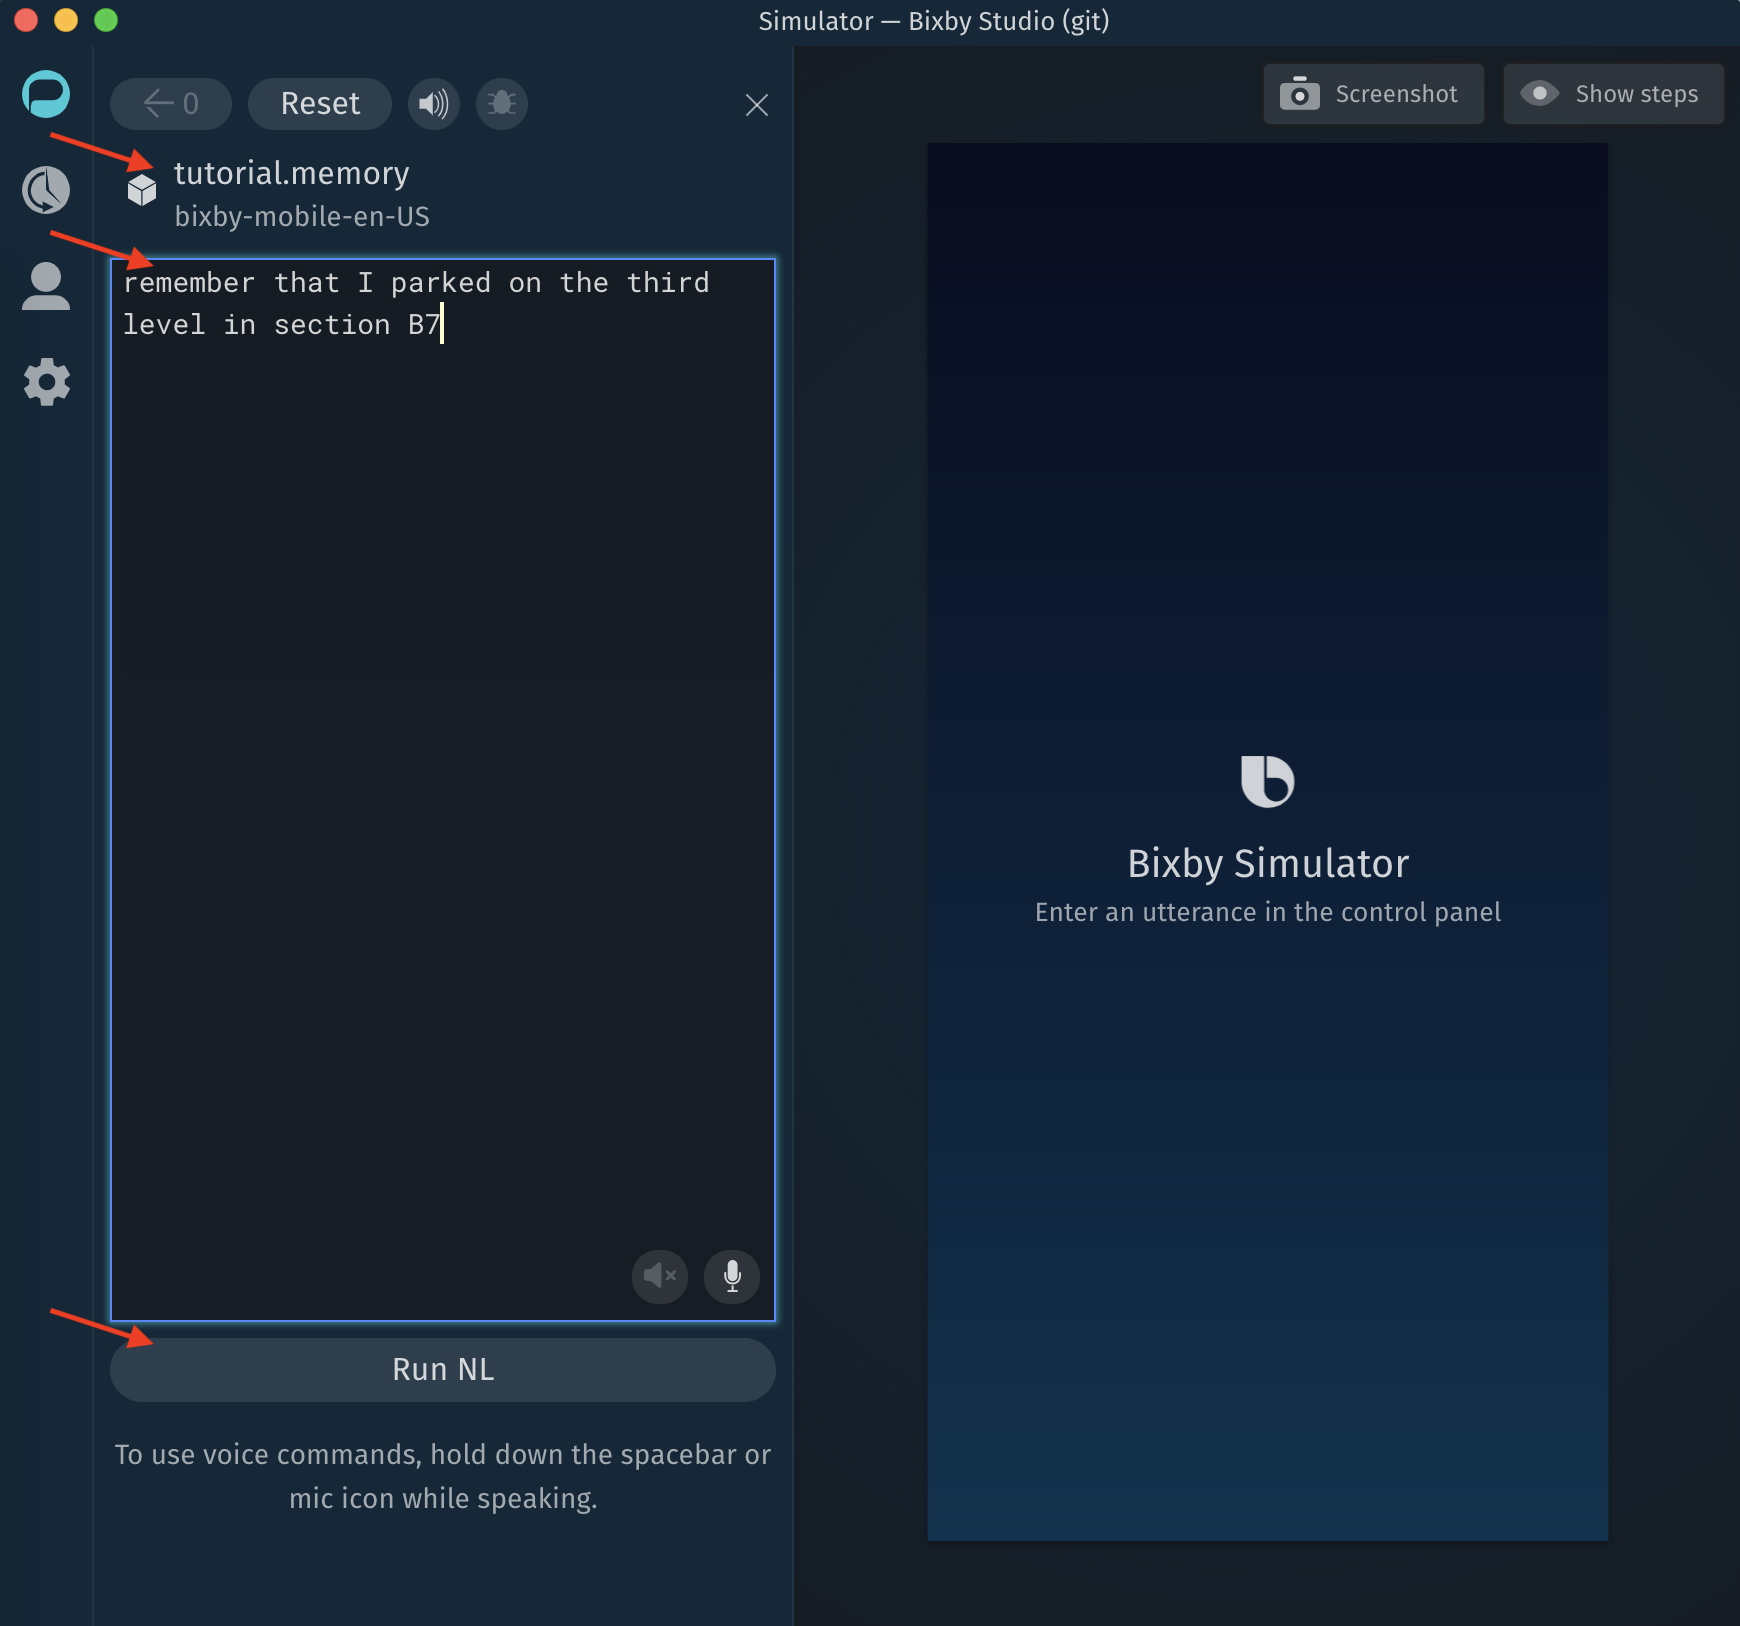 Simulator — Bixby Studio (git)
0
Reset
tutorial.memory
bixby-mobile-en-US
remember that I parked on the third
level in section B7
Run NL
To use voice commands, hold down the spacebar or
mic icon while speaking.
Screenshot
Show steps
Bixby Simulator
Enter an utterance in the control panel